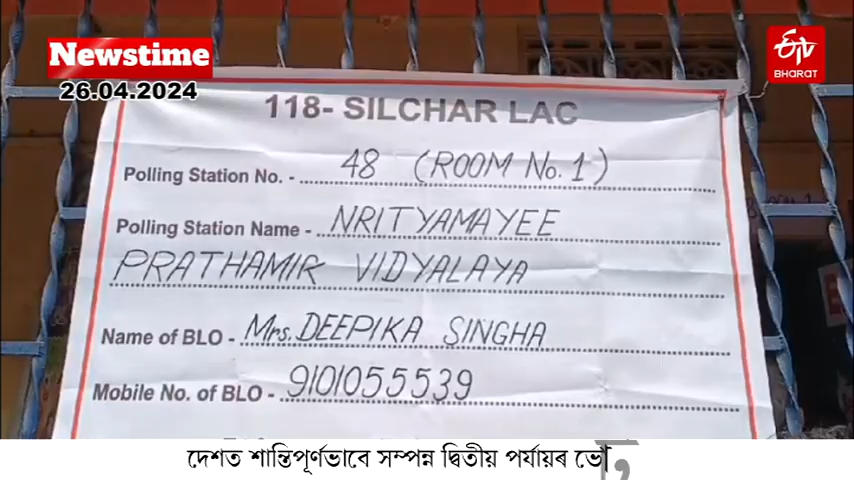 Newstime
26.04.2024
ETV
BHARAT
118- SILCHAR LAC
Polling Station No. - 48 (ROOM No. 1)
Polling Station Name - NRITYAMAYEE
PRATHAMIR VIDYALAYA
Name of BLO - Mrs. DEEPIKA SINGHA
Mobile No. of BLO - 9101055539
দেশত শান্তিপূৰ্ণভাবে সম্পন্ন দ্বিতীয় পৰ্যায়ৰ